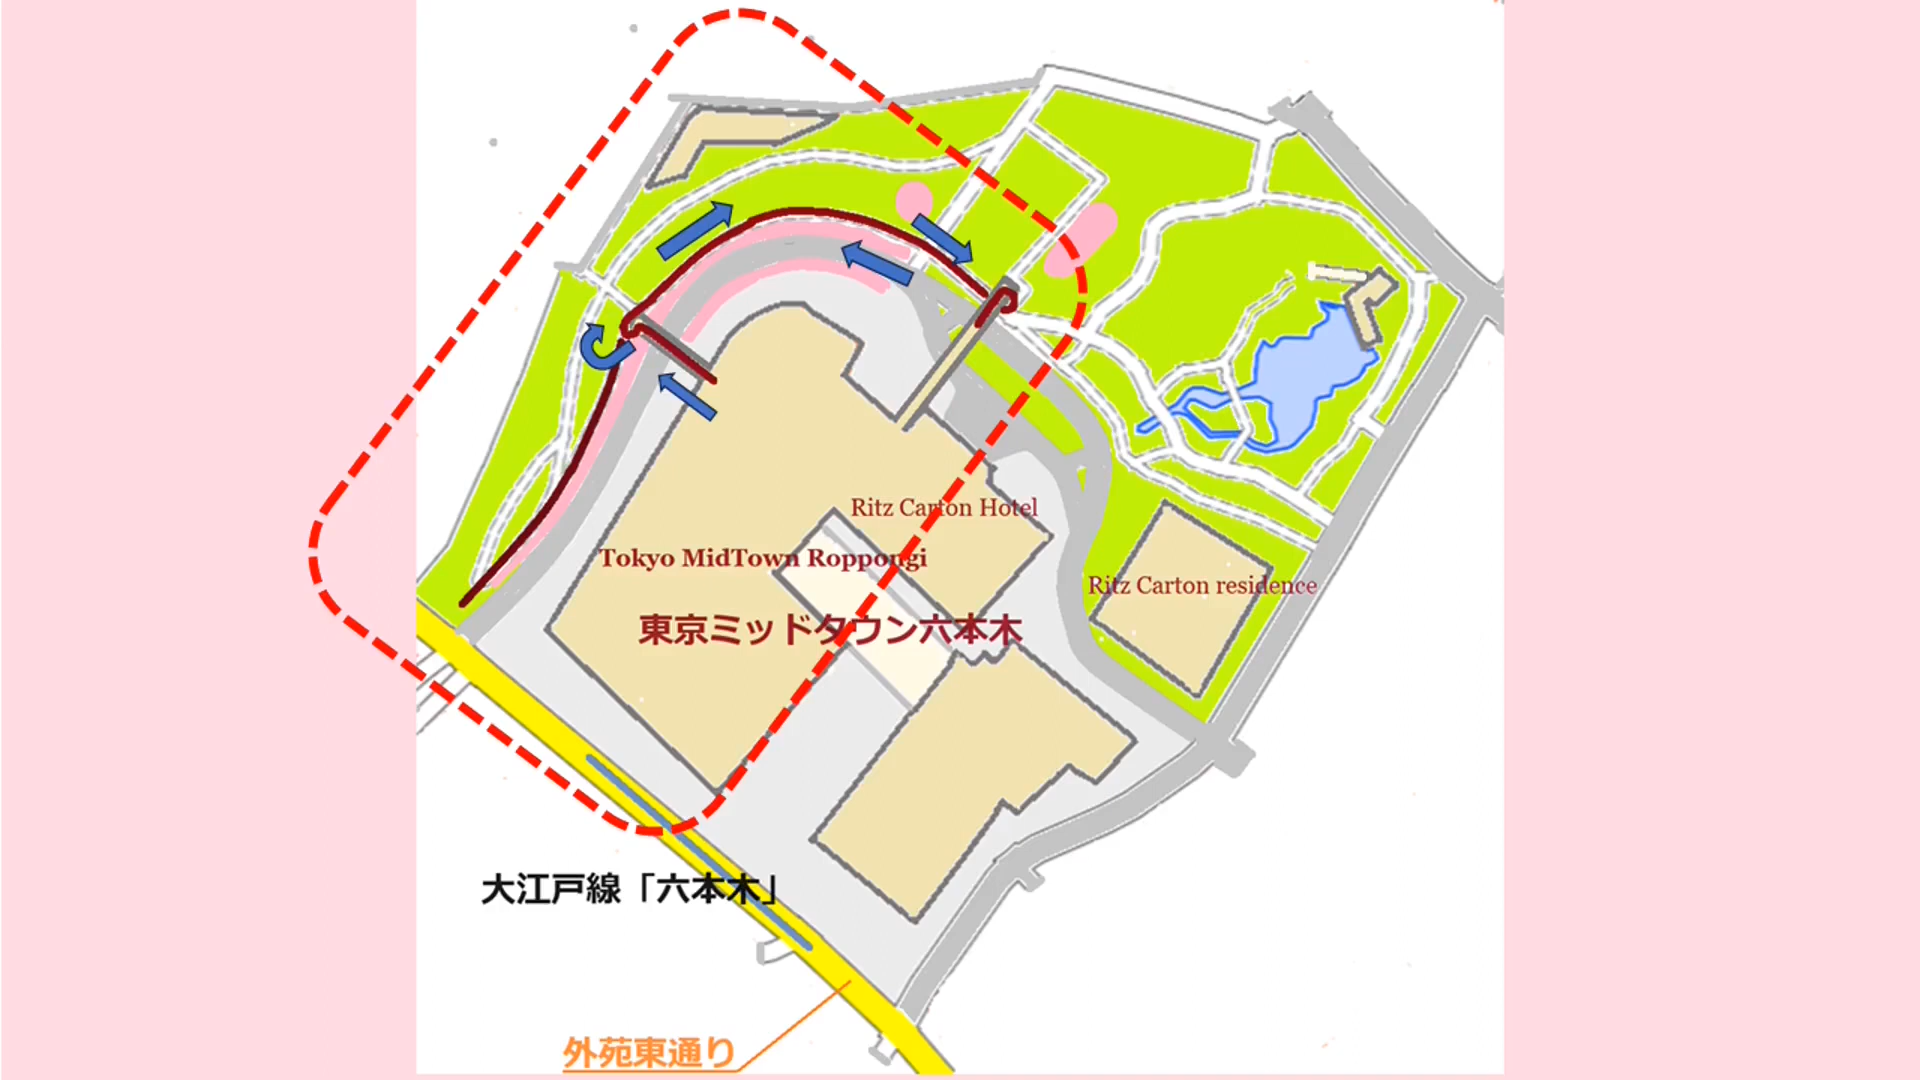 Ritz Carton Hotel
Tokyo MidTown Roppongi
Ritz Carton residence
東京ミッドタウン六本木
大江戸線「六本木」
外苑東通り